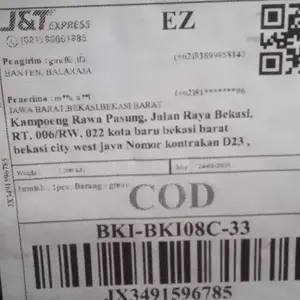 J&T EXPRESS
EZ
Pengirim :
BANTEN, BALARAJA
Penerima :
JAWA BARAT,BEKASI,BEKASI BARAT
Kampoeng Rawa Pasung, Jalan Raya Bekasi,
RT. 006/RW. 022 kota baru bekasi barat
bekasi city west java Nomor kontrakan D23 ,
COD
BKI-BKI08C-33
JX3491596785
JX3491596785